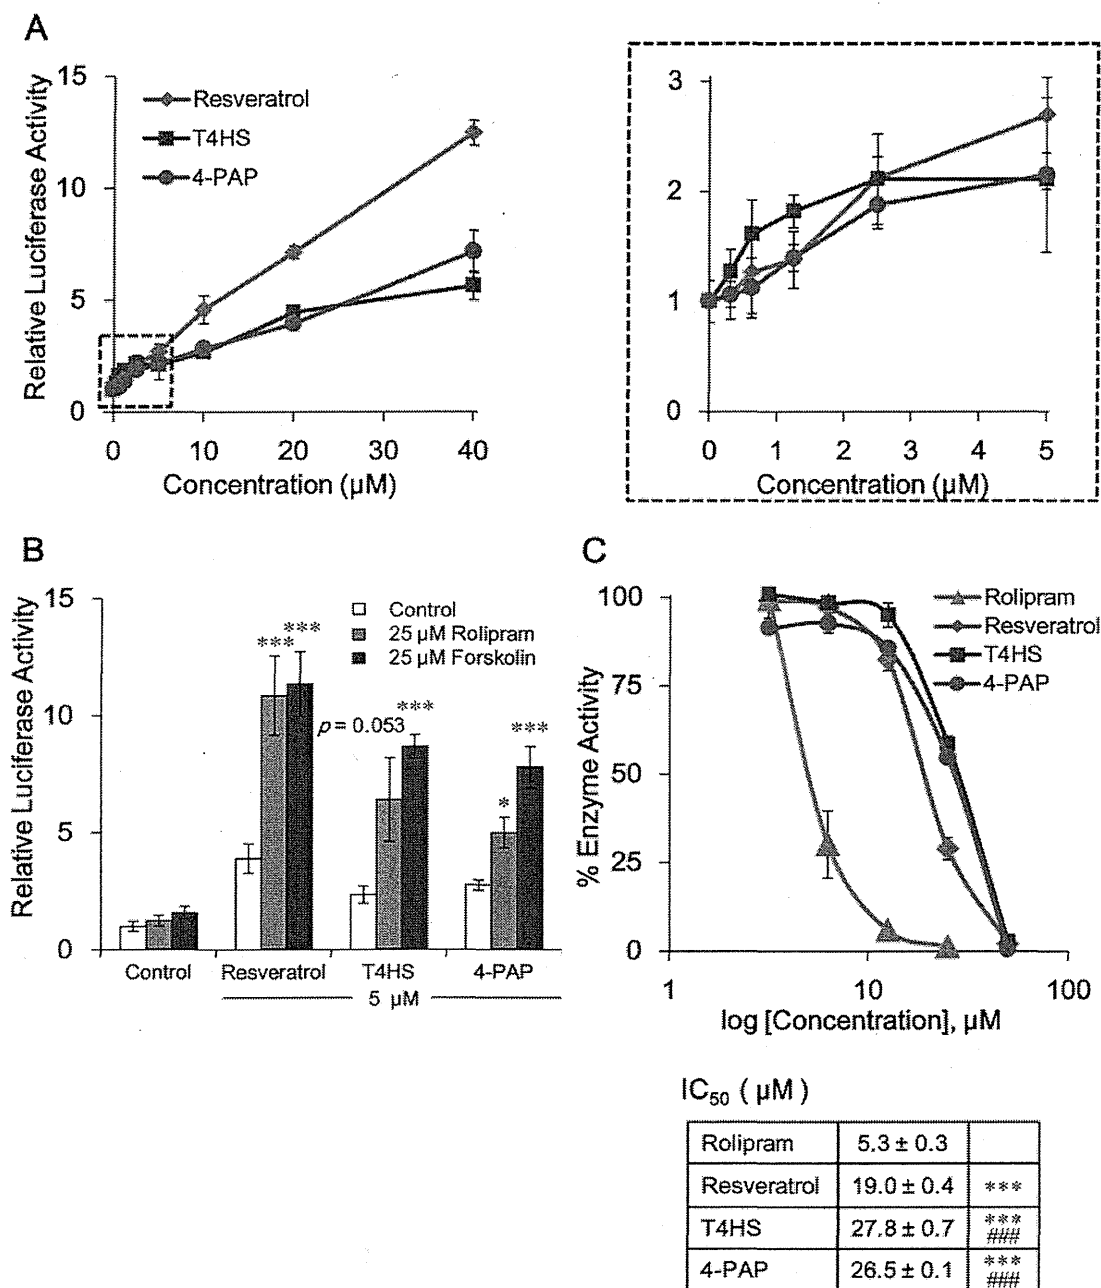 A
15
10
5
0
Relative Luciferase Activity
Resveratrol
T4HS
4-PAP
0 10 20 30 40
Concentration (µM)
3
2
1
0
0 1 2 3 4 5
Concentration (µM)
B
15
10
5
0
Relative Luciferase Activity
Control
25 µM Rolipram
25 µM Forskolin
*** ***
p = 0.053 ***
* ***
Control Resveratrol T4HS 4-PAP
5 µM
C
100
75
50
25
0
% Enzyme Activity
Rolipram
Resveratrol
T4HS
4-PAP
1 10 100
log [Concentration], µM
IC50 ( µM )
Rolipram 5.3 ± 0.3
Resveratrol 19.0 ± 0.4 ***
T4HS 27.8 ± 0.7 *** ###
4-PAP 26.5 ± 0.1 *** ###